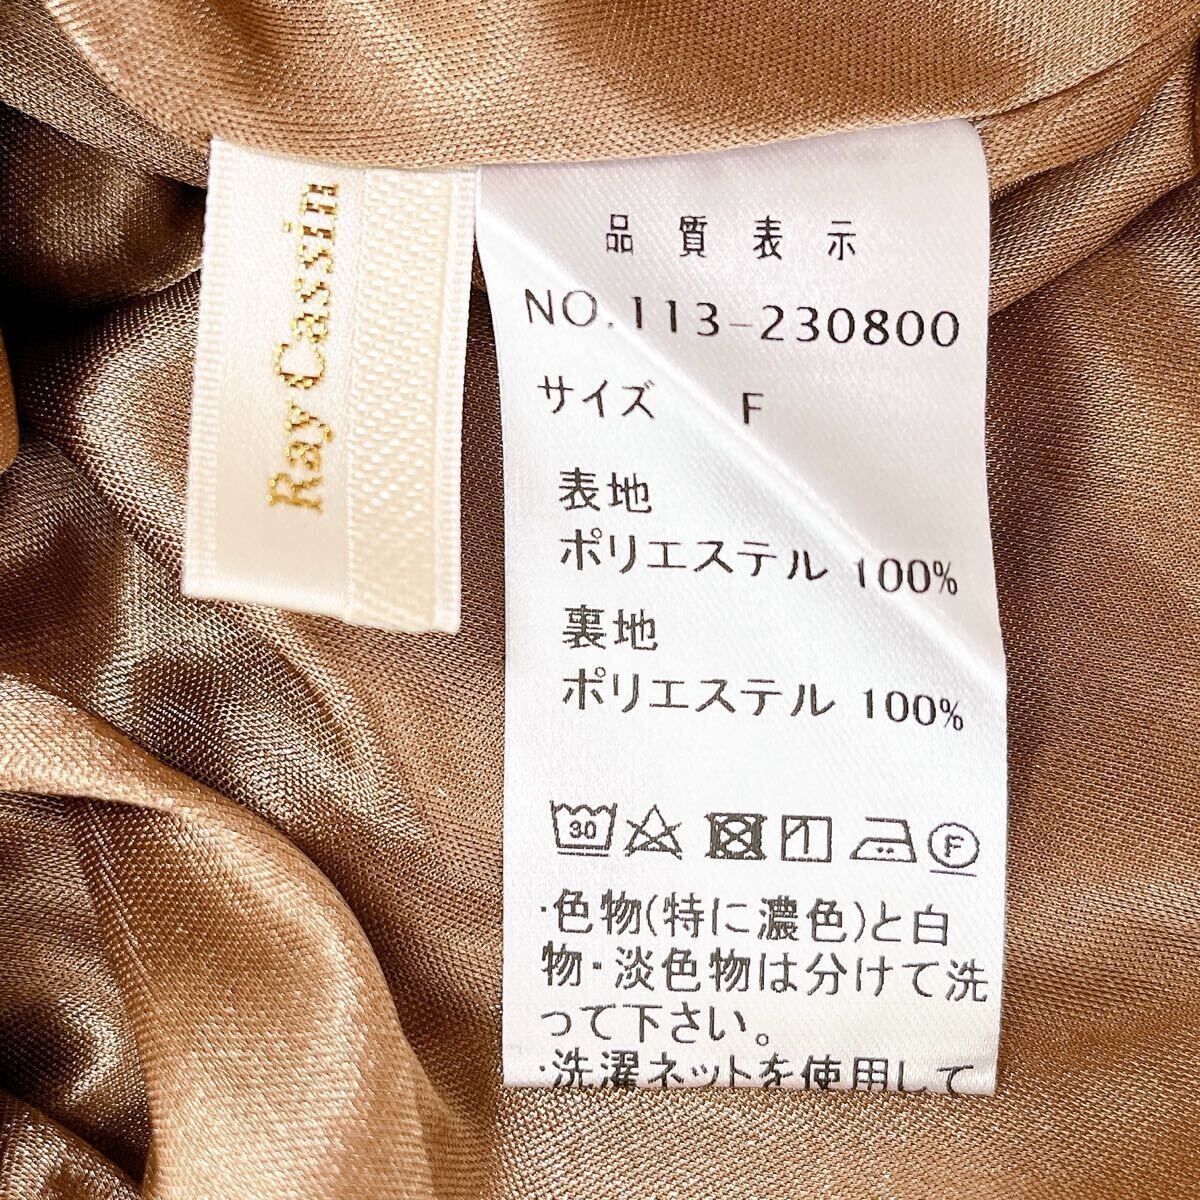 Ray Cassin
品質表示
NO.113-230800
サイズ F
表地
ポリエステル 100%
裏地
ポリエステル 100%
30 F
・色物(特に濃色)と白
物・淡色物は分けて洗
って下さい。
・洗濯ネットを使用して